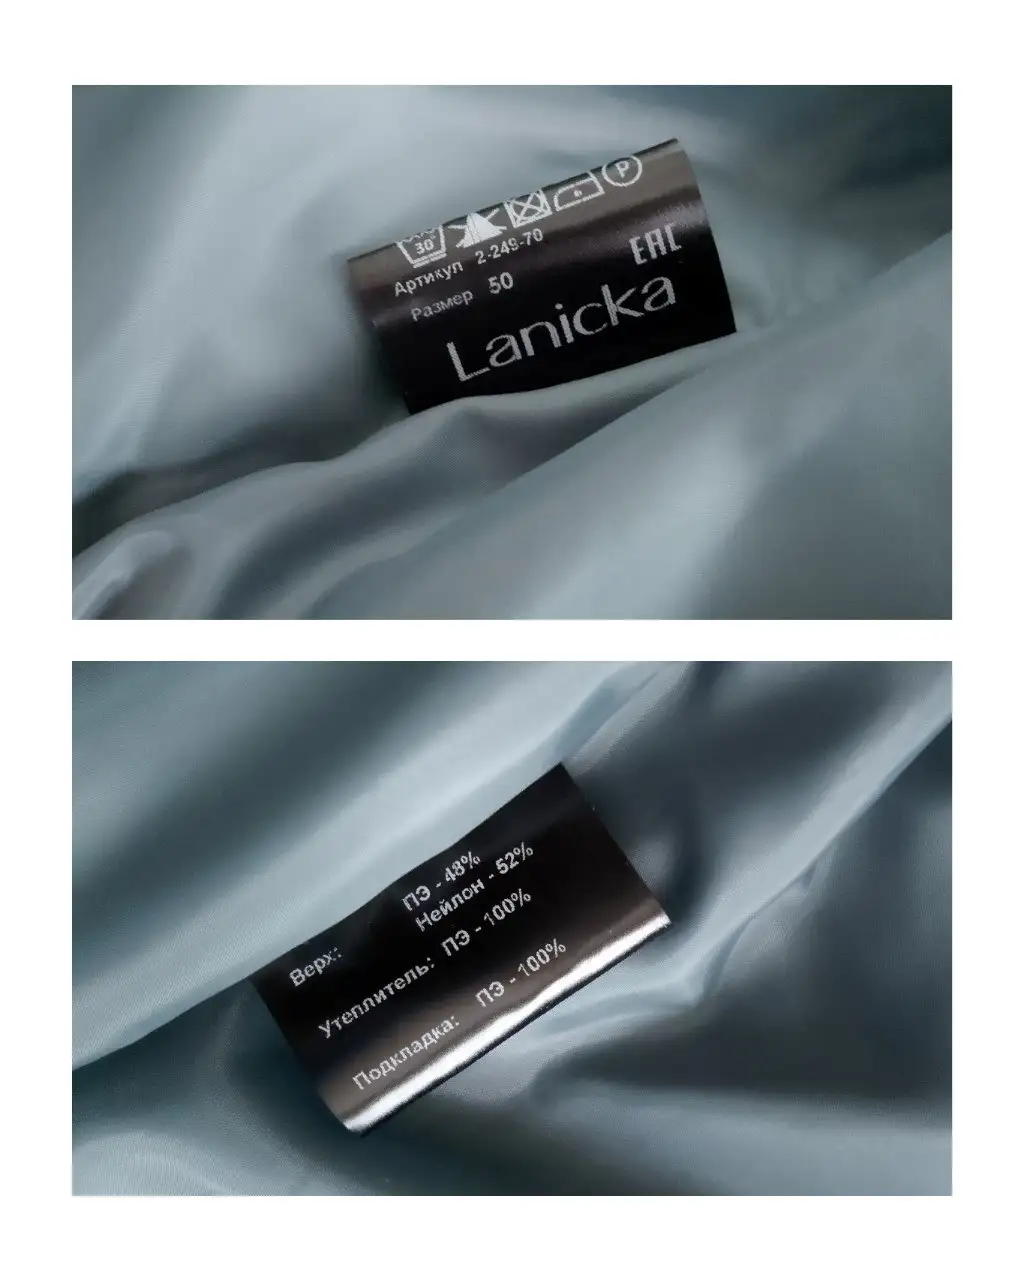 30°
P
Артикул 2-249-70
Размер 50
EAC
Lanicka
ПЭ - 48%
Верх: Нейлон - 52%
Утеплитель: ПЭ - 100%
Подкладка: ПЭ - 100%